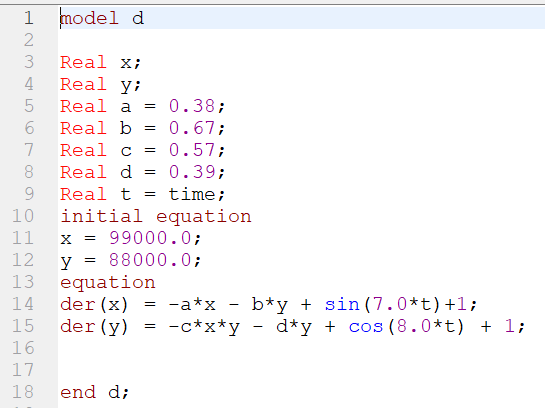 1 model d
2
3 Real x;
4 Real y;
5 Real a = 0.38;
6 Real b = 0.67;
7 Real c = 0.57;
8 Real d = 0.39;
9 Real t = time;
10 initial equation
11 x = 99000.0;
12 y = 88000.0;
13 equation
14 der(x) = -a*x - b*y + sin(7.0*t)+1;
15 der(y) = -c*x*y - d*y + cos(8.0*t) + 1;
16
17
18 end d;